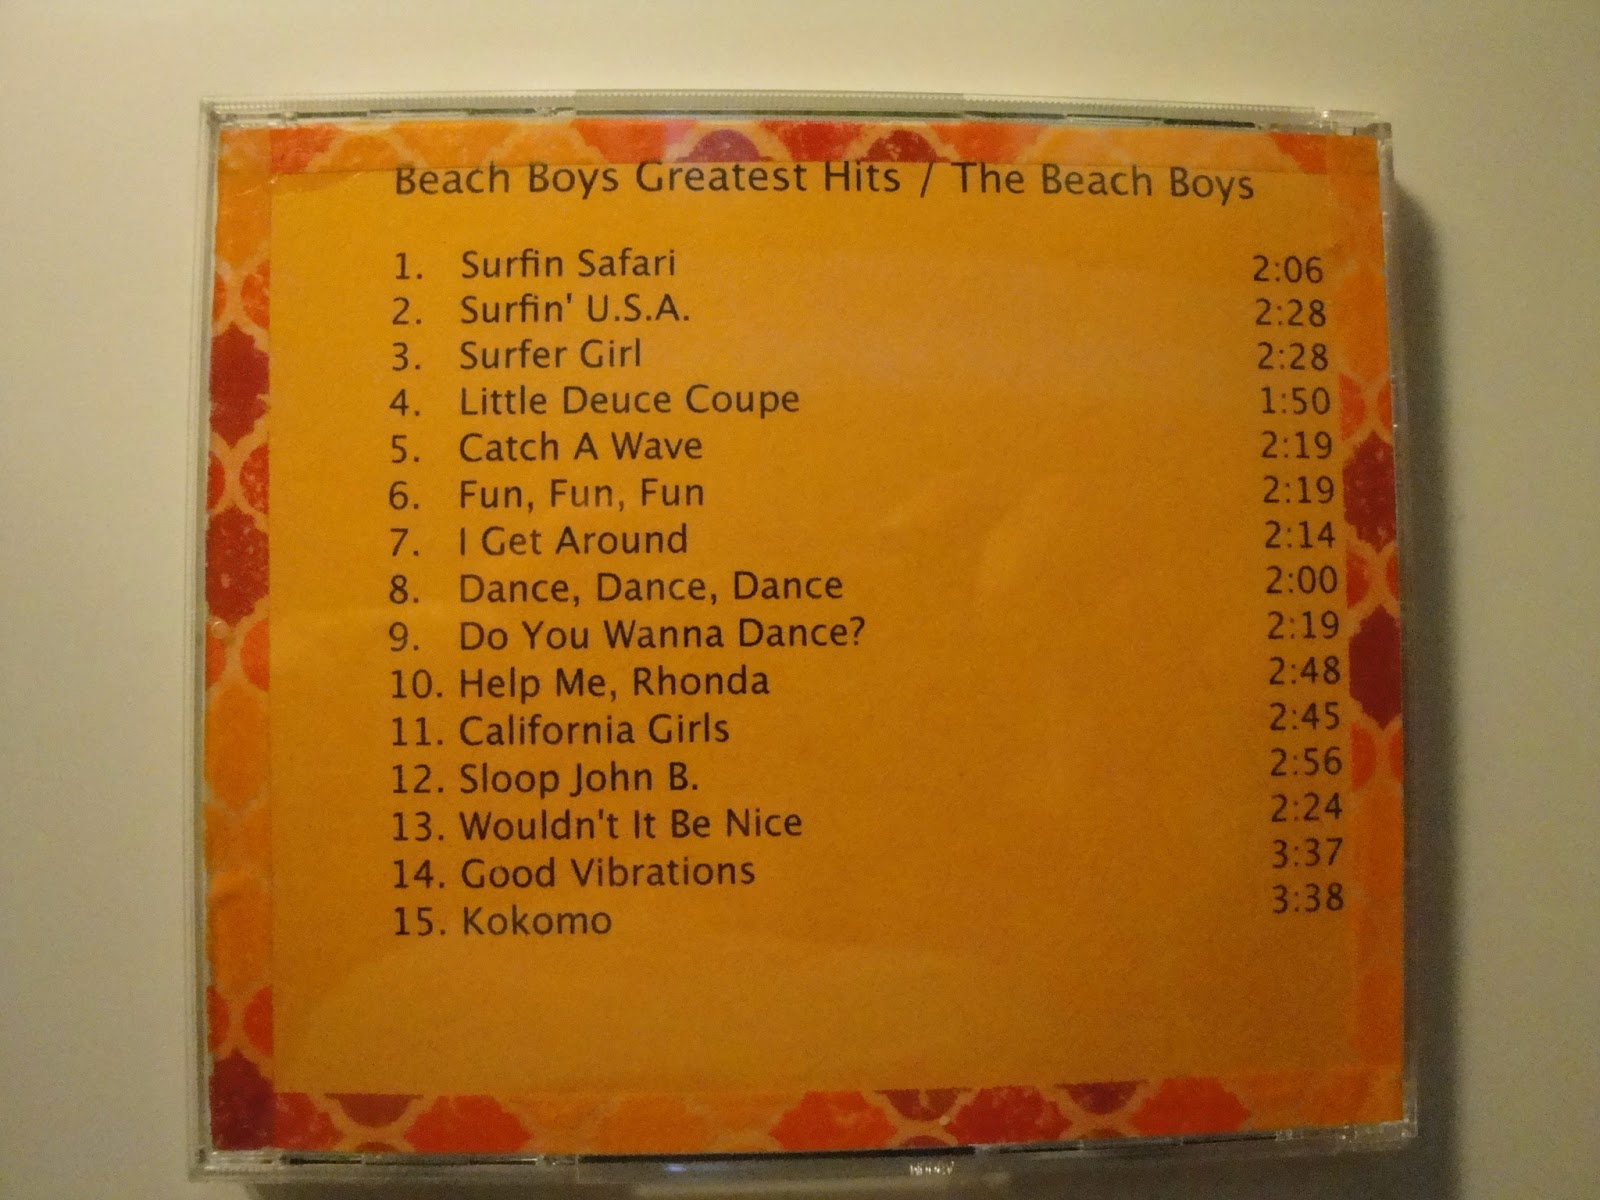 Beach Boys Greatest Hits / The Beach Boys
1. Surfin Safari 2:06
2. Surfin' U.S.A. 2:28
3. Surfer Girl 2:28
4. Little Deuce Coupe 1:50
5. Catch A Wave 2:19
6. Fun, Fun, Fun 2:19
7. I Get Around 2:14
8. Dance, Dance, Dance 2:00
9. Do You Wanna Dance? 2:19
10. Help Me, Rhonda 2:48
11. California Girls 2:45
12. Sloop John B. 2:56
13. Wouldn't It Be Nice 2:24
14. Good Vibrations 3:37
15. Kokomo 3:38